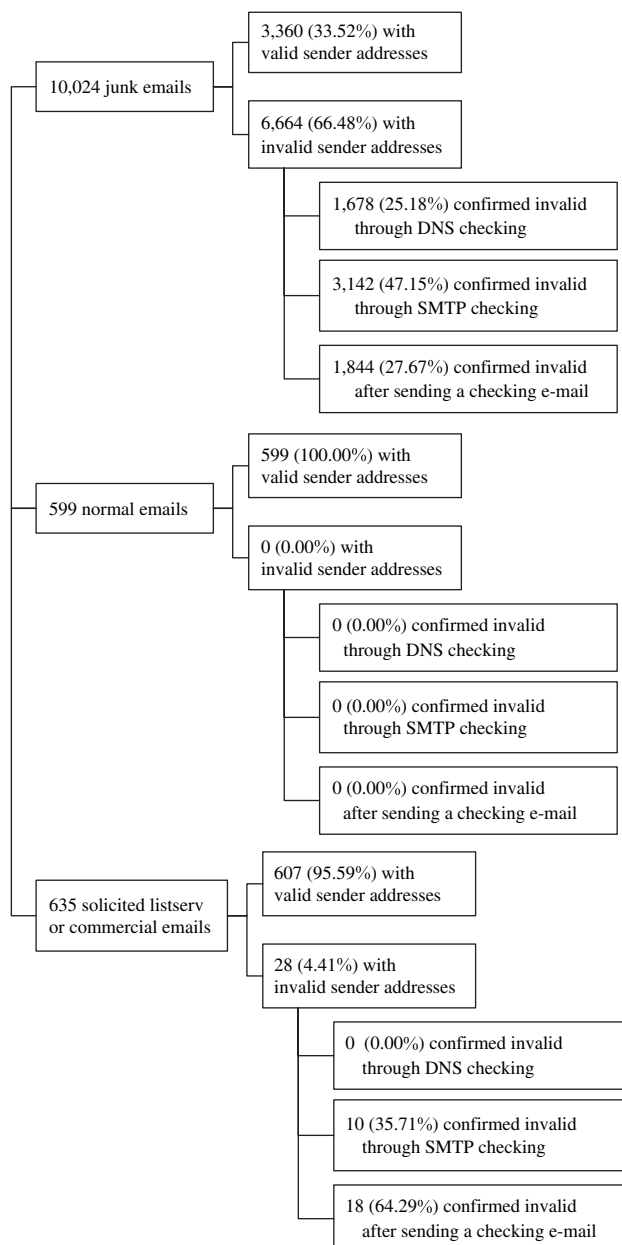 3,360 (33.52%) with
valid sender addresses
10,024 junk emails
6,664 (66.48%) with
invalid sender addresses
1,678 (25.18%) confirmed invalid
through DNS checking
3,142 (47.15%) confirmed invalid
through SMTP checking
1,844 (27.67%) confirmed invalid
after sending a checking e-mail
599 (100.00%) with
valid sender addresses
599 normal emails
0 (0.00%) with
invalid sender addresses
0 (0.00%) confirmed invalid
through DNS checking
0 (0.00%) confirmed invalid
through SMTP checking
0 (0.00%) confirmed invalid
after sending a checking e-mail
607 (95.59%) with
valid sender addresses
635 solicited listserv
or commercial emails
28 (4.41%) with
invalid sender addresses
0 (0.00%) confirmed invalid
through DNS checking
10 (35.71%) confirmed invalid
through SMTP checking
18 (64.29%) confirmed invalid
after sending a checking e-mail